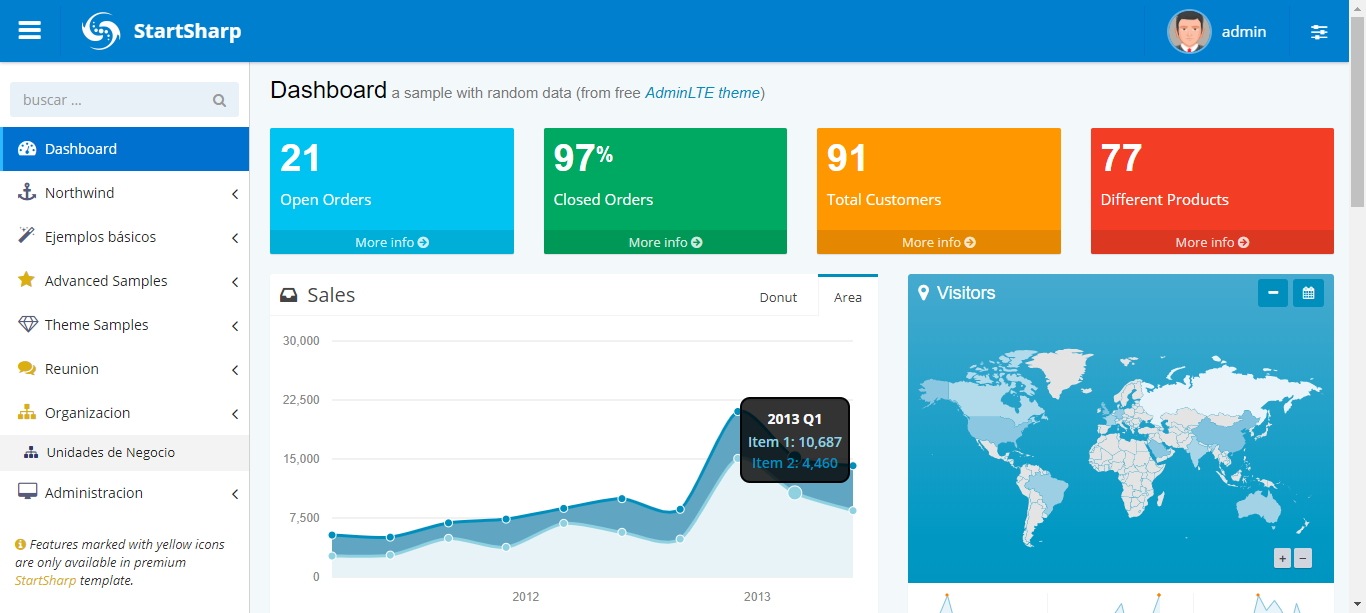 StartSharp
admin
buscar ...
Dashboard
Northwind
Ejemplos básicos
Advanced Samples
Theme Samples
Reunion
Organizacion
Unidades de Negocio
Administracion
Features marked with yellow icons
are only available in premium
StartSharp template.
Dashboard a sample with random data (from free AdminLTE theme)
21
Open Orders
More info
97%
Closed Orders
More info
91
Total Customers
More info
77
Different Products
More info
Sales
Donut
Area
30,000
22,500
15,000
7,500
0
2012
2013
2013 Q1
Item 1: 10,687
Item 2: 4,460
Visitors
+
−